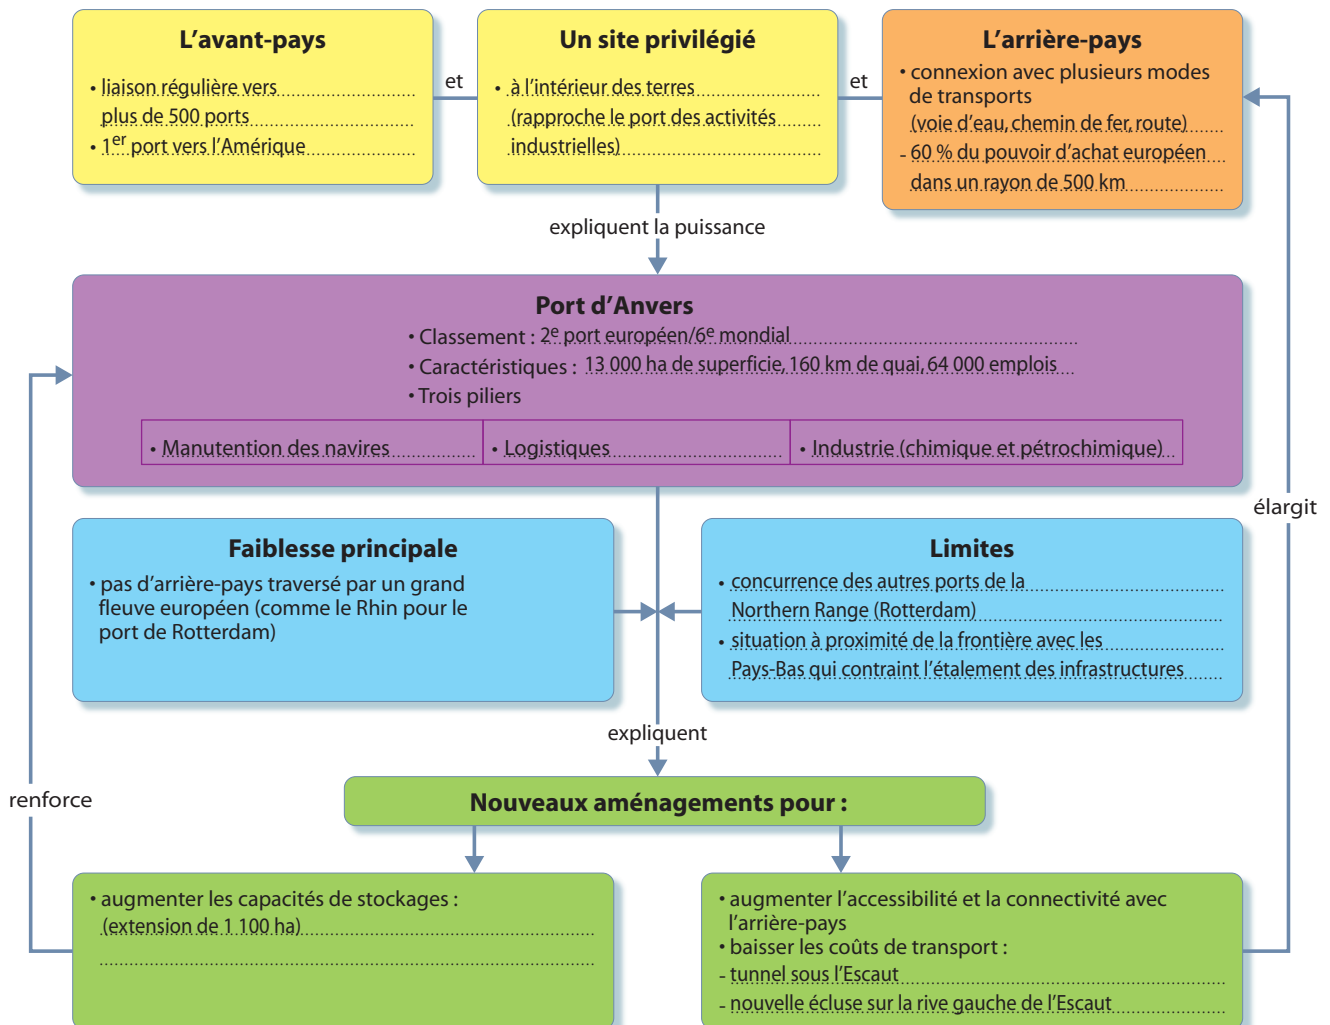 L'avant-pays
• liaison régulière vers
plus de 500 ports
• 1er port vers l'Amérique
et
Un site privilégié
• à l'intérieur des terres
(rapproche le port des activités
industrielles)
et
L'arrière-pays
• connexion avec plusieurs modes
de transports
(voie d'eau, chemin de fer, route)
- 60 % du pouvoir d'achat européen
dans un rayon de 500 km
expliquent la puissance
Port d'Anvers
• Classement : 2e port européen/6e mondial
• Caractéristiques : 13 000 ha de superficie, 160 km de quai, 64 000 emplois
• Trois piliers
• Manutention des navires
• Logistiques
• Industrie (chimique et pétrochimique)
élargit
Faiblesse principale
• pas d'arrière-pays traversé par un grand
fleuve européen (comme le Rhin pour le
port de Rotterdam)
Limites
• concurrence des autres ports de la
Northern Range (Rotterdam)
• situation à proximité de la frontière avec les
Pays-Bas qui contraint l'étalement des infrastructures
expliquent
renforce
Nouveaux aménagements pour :
• augmenter les capacités de stockages :
(extension de 1 100 ha)
• augmenter l'accessibilité et la connectivité avec
l'arrière-pays
• baisser les coûts de transport :
- tunnel sous l'Escaut
- nouvelle écluse sur la rive gauche de l'Escaut